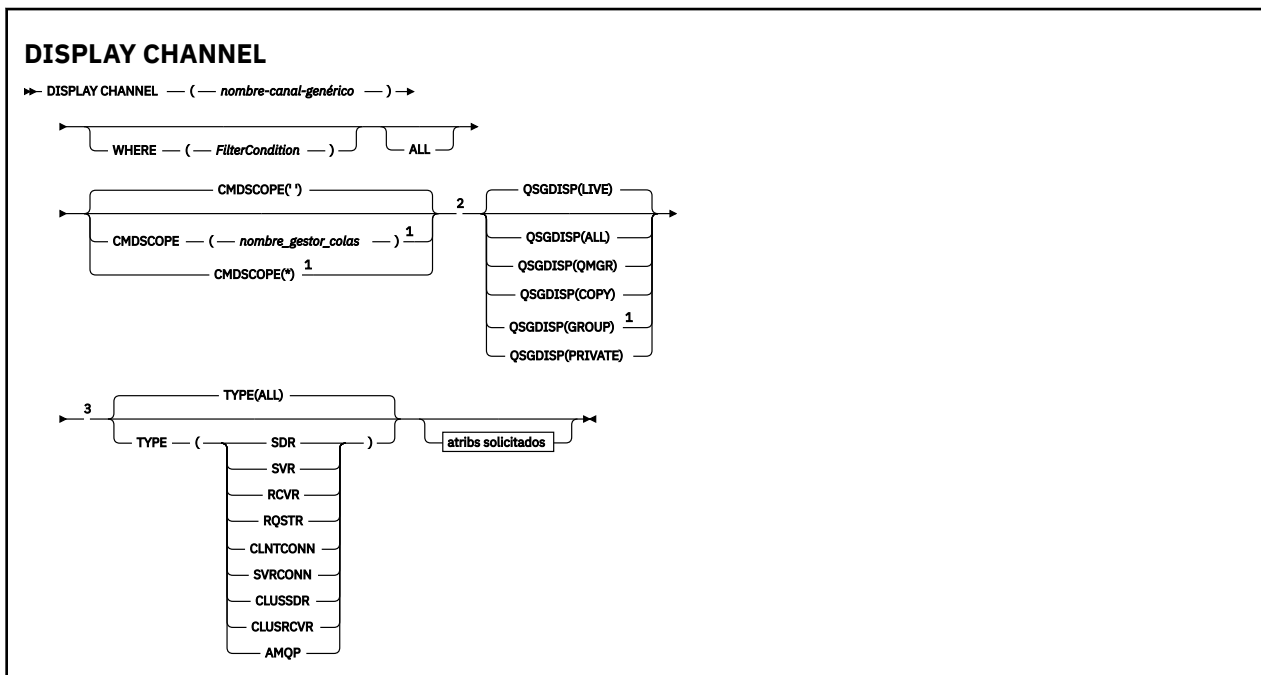 DISPLAY CHANNEL
DISPLAY CHANNEL ( nombre-canal-genérico )
WHERE ( FilterCondition ) ALL
CMDSCOPE(' ')
CMDSCOPE ( nombre_gestor_colas ) 1
CMDSCOPE(*) 1
2
QSGDISP(LIVE)
QSGDISP(ALL)
QSGDISP(QMGR)
QSGDISP(COPY)
QSGDISP(GROUP) 1
QSGDISP(PRIVATE)
3
TYPE(ALL)
TYPE ( SDR )
SVR
RCVR
RQSTR
CLNTCONN
SVRCONN
CLUSSDR
CLUSRCVR
AMQP
atribs solicitados